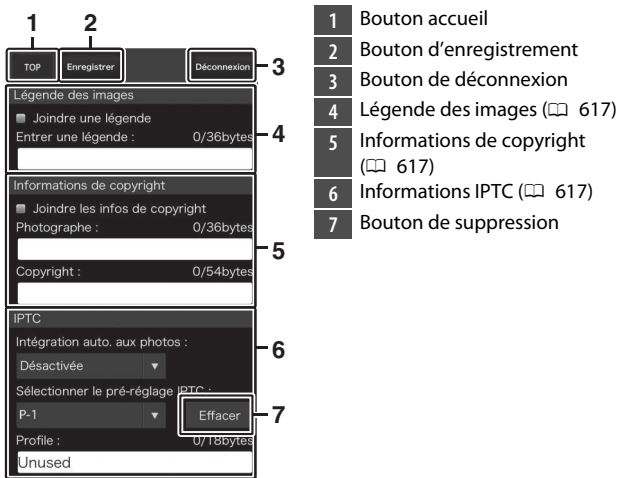 1 2
TOP Enregistrer Déconnexion 3
Légende des images
Joindre une légende
Entrer une légende : 0/36bytes 4
Informations de copyright
Joindre les infos de copyright
Photographe : 0/36bytes
5
Copyright : 0/54bytes
IPTC
Intégration auto. aux photos :
6
Désactivée
Sélectionner le pré-réglage IPTC :
P-1 Effacer 7
Profile : 0/18bytes
Unused
1 Bouton accueil
2 Bouton d’enregistrement
3 Bouton de déconnexion
4 Légende des images (📖 617)
5 Informations de copyright
(📖 617)
6 Informations IPTC (📖 617)
7 Bouton de suppression